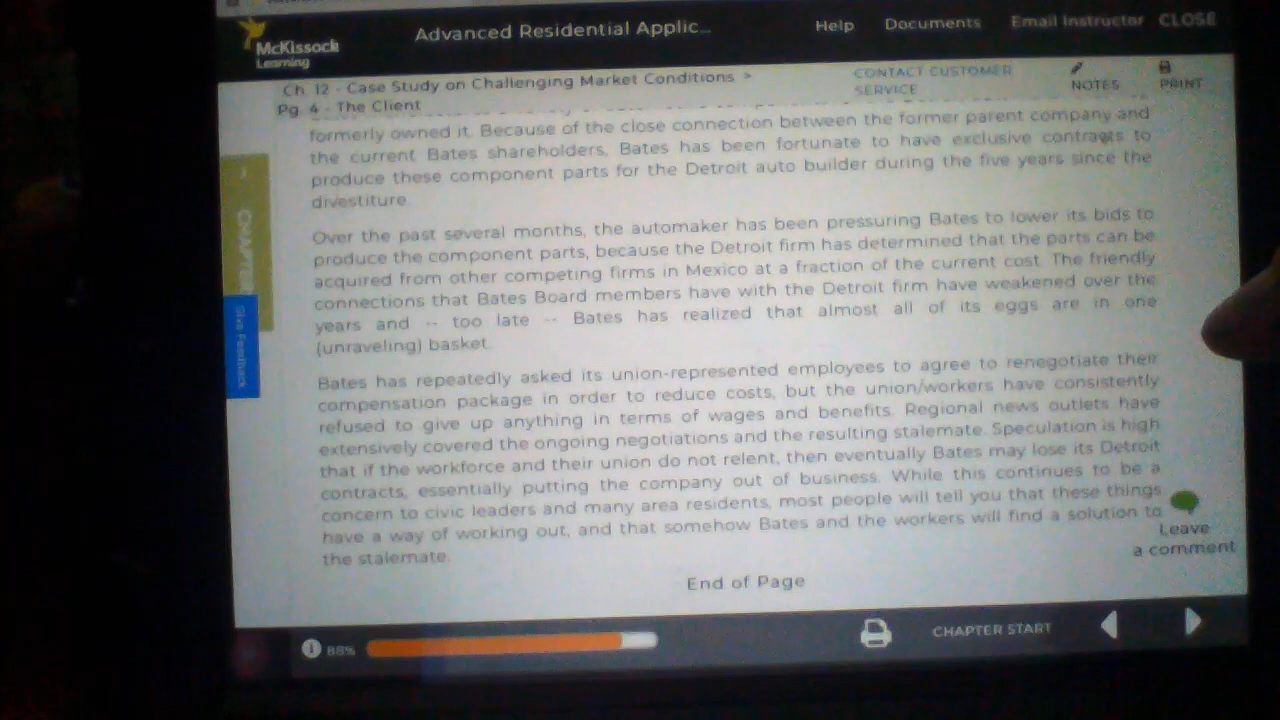 McKissock
Learning
Advanced Residential Applic...
Help
Documents
Email Instructor
CLOSE
Ch. 12 - Case Study on Challenging Market Conditions >
Pg. 4 - The Client
CONTACT CUSTOMER
SERVICE
NOTES
PRINT
formerly owned it. Because of the close connection between the former parent company and
the current Bates shareholders, Bates has been fortunate to have exclusive contracts to
produce these component parts for the Detroit auto builder during the five years since the
divestiture.
Over the past several months, the automaker has been pressuring Bates to lower its bids to
produce the component parts, because the Detroit firm has determined that the parts can be
acquired from other competing firms in Mexico at a fraction of the current cost. The friendly
connections that Bates Board members have with the Detroit firm have weakened over the
years and -- too late -- Bates has realized that almost all of its eggs are in one
(unraveling) basket.
Bates has repeatedly asked its union-represented employees to agree to renegotiate their
compensation package in order to reduce costs, but the union/workers have consistently
refused to give up anything in terms of wages and benefits. Regional news outlets have
extensively covered the ongoing negotiations and the resulting stalemate. Speculation is high
that if the workforce and their union do not relent, then eventually Bates may lose its Detroit
contracts, essentially putting the company out of business. While this continues to be a
concern to civic leaders and many area residents, most people will tell you that these things
have a way of working out, and that somehow Bates and the workers will find a solution to
the stalemate.
End of Page
CHAPTER
Give Feedback
Leave
a comment
88%
CHAPTER START